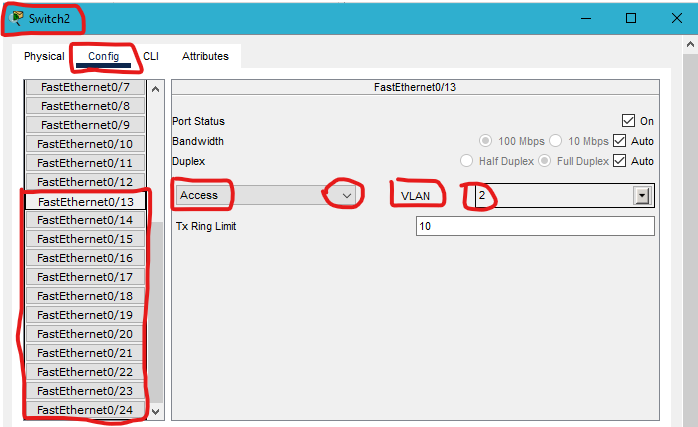 Switch2
Physical Config CLI Attributes
FastEthernet0/7
FastEthernet0/8
FastEthernet0/9
FastEthernet0/10
FastEthernet0/11
FastEthernet0/12
FastEthernet0/13
FastEthernet0/14
FastEthernet0/15
FastEthernet0/16
FastEthernet0/17
FastEthernet0/18
FastEthernet0/19
FastEthernet0/20
FastEthernet0/21
FastEthernet0/22
FastEthernet0/23
FastEthernet0/24
FastEthernet0/13
Port Status On
Bandwidth 100 Mbps 10 Mbps Auto
Duplex Half Duplex Full Duplex Auto
Access VLAN 2
Tx Ring Limit 10